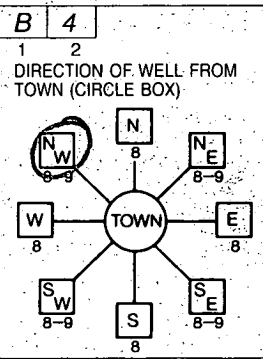 B 4
1 2
DIRECTION OF WELL FROM
TOWN (CIRCLE BOX)
N
8
N W
8-9
N E
8-9
W
8
TOWN
E
8
S W
8-9
S E
8-9
S
8